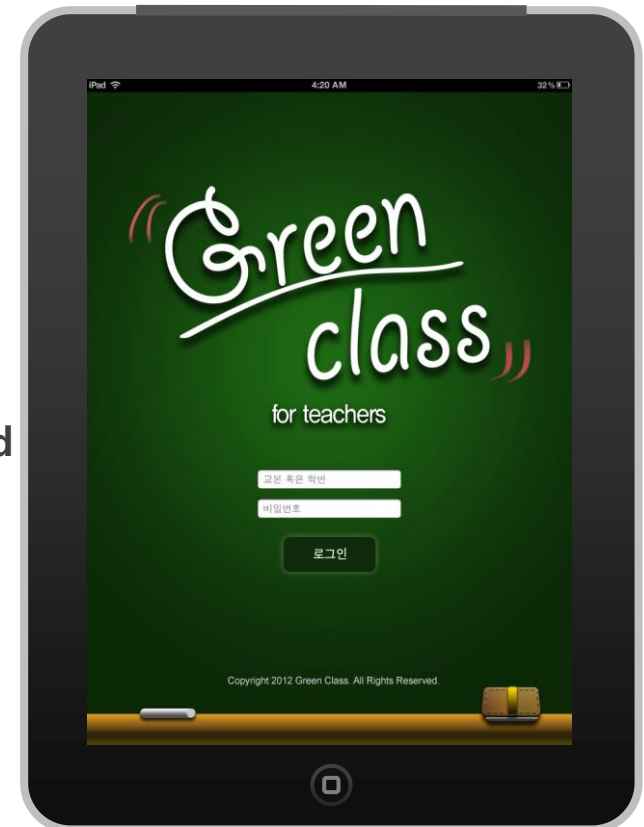 iPad 4:20 AM 32%
Green
class
for teachers
d
교본 혹은 학번
비밀번호
로그인
Copyright 2012 Green Class. All Rights Reserved.